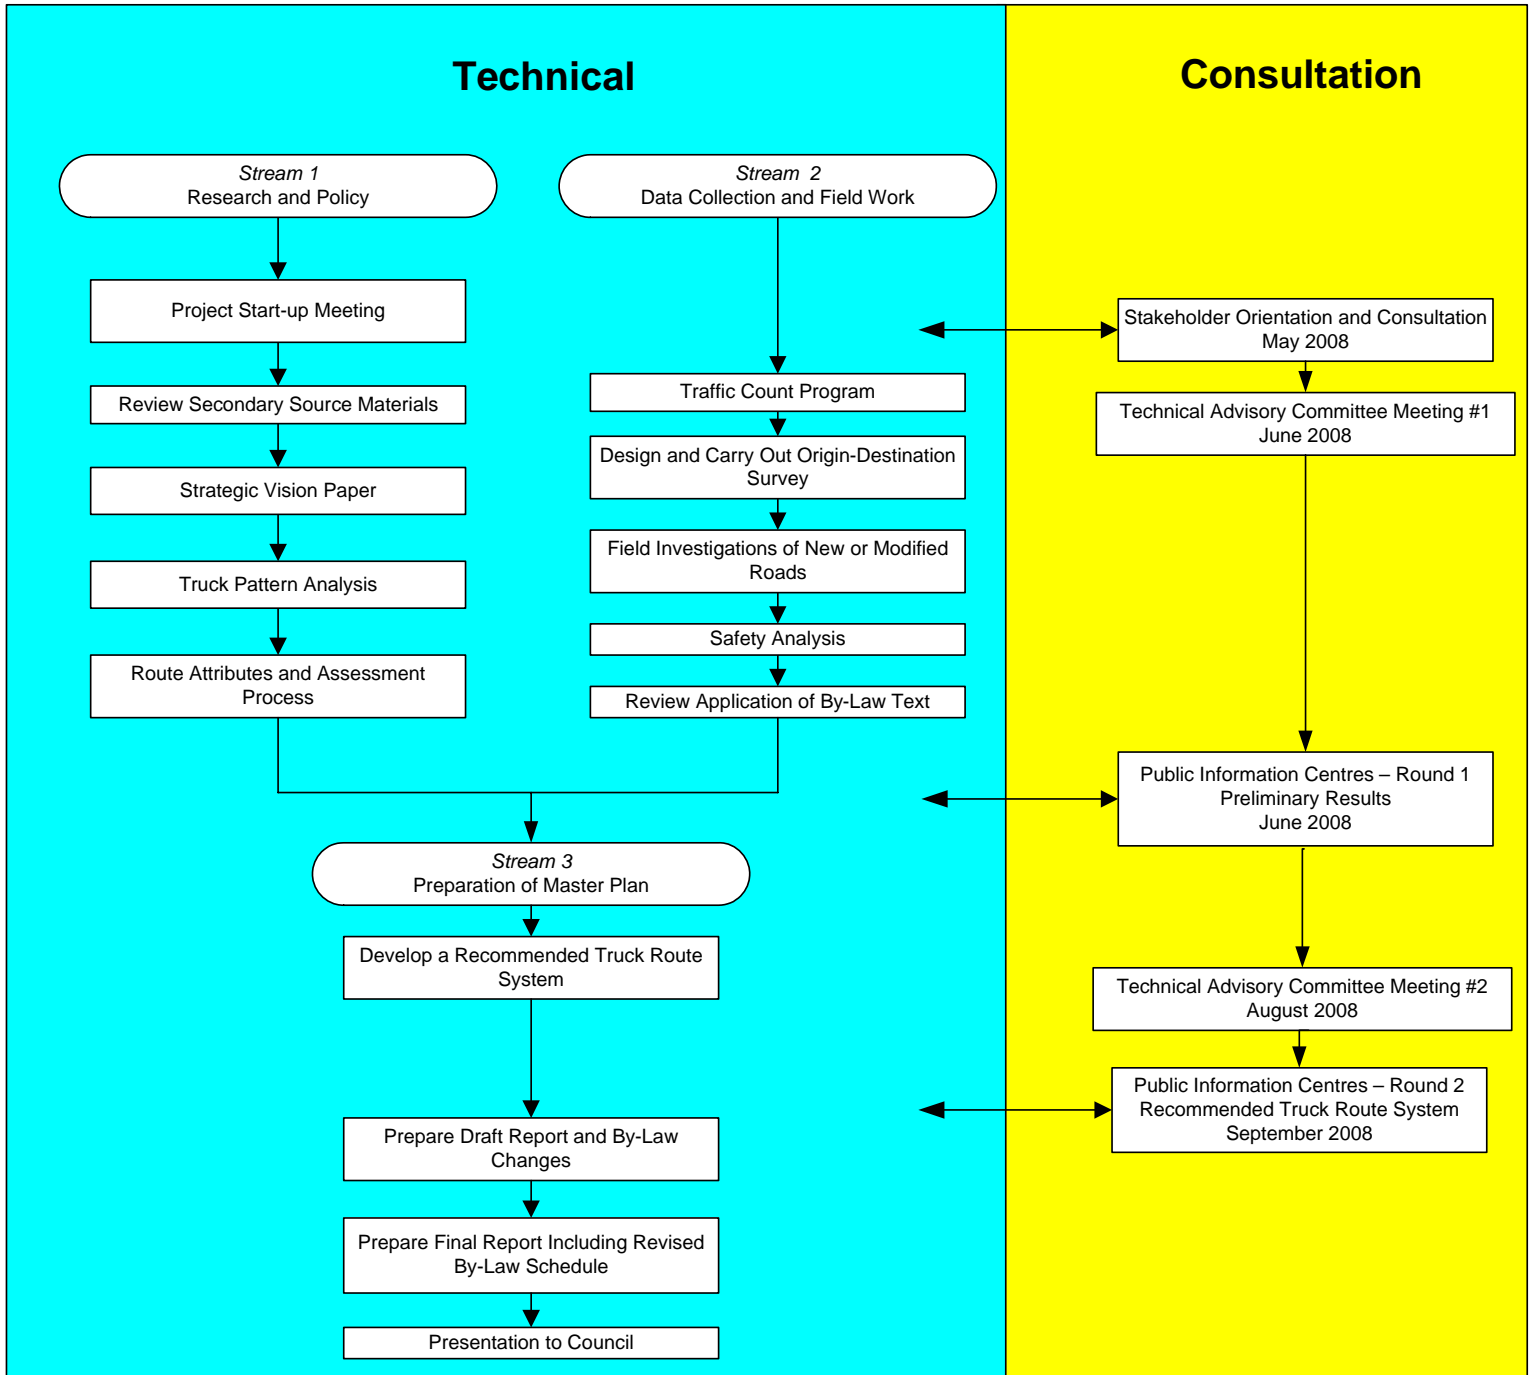 Technical
Consultation
Stream 1
Research and Policy
Project Start-up Meeting
Review Secondary Source Materials
Strategic Vision Paper
Truck Pattern Analysis
Route Attributes and Assessment
Process
Stream 2
Data Collection and Field Work
Traffic Count Program
Design and Carry Out Origin-Destination
Survey
Field Investigations of New or Modified
Roads
Safety Analysis
Review Application of By-Law Text
Stream 3
Preparation of Master Plan
Develop a Recommended Truck Route
System
Prepare Draft Report and By-Law
Changes
Prepare Final Report Including Revised
By-Law Schedule
Presentation to Council
Stakeholder Orientation and Consultation
May 2008
Technical Advisory Committee Meeting #1
June 2008
Public Information Centres – Round 1
Preliminary Results
June 2008
Technical Advisory Committee Meeting #2
August 2008
Public Information Centres – Round 2
Recommended Truck Route System
September 2008